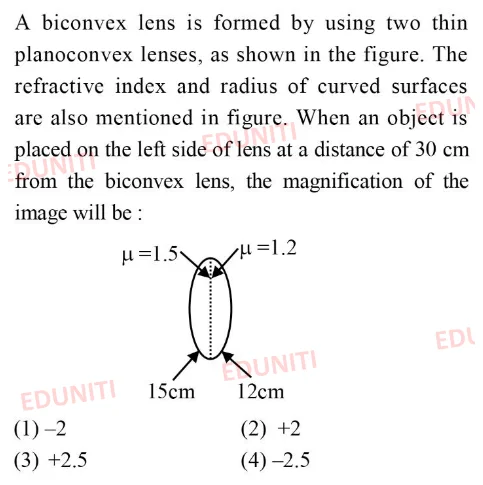 A biconvex lens is formed by using two thin
planoconvex lenses, as shown in the figure. The
refractive index and radius of curved surfaces
are also mentioned in figure. When an object is
placed on the left side of lens at a distance of 30 cm
from the biconvex lens, the magnification of the
image will be :
μ =1.5 μ =1.2
15cm 12cm
(1) –2 (2) +2
(3) +2.5 (4) –2.5
EDUNITI
EDUNITI
EDUNITI
EDUNITI